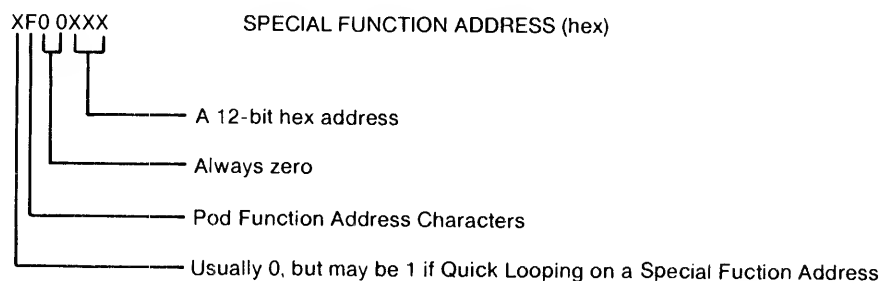 XF0 0XXX SPECIAL FUNCTION ADDRESS (hex)
A 12-bit hex address
Always zero
Pod Function Address Characters
Usually 0, but may be 1 if Quick Looping on a Special Fuction Address